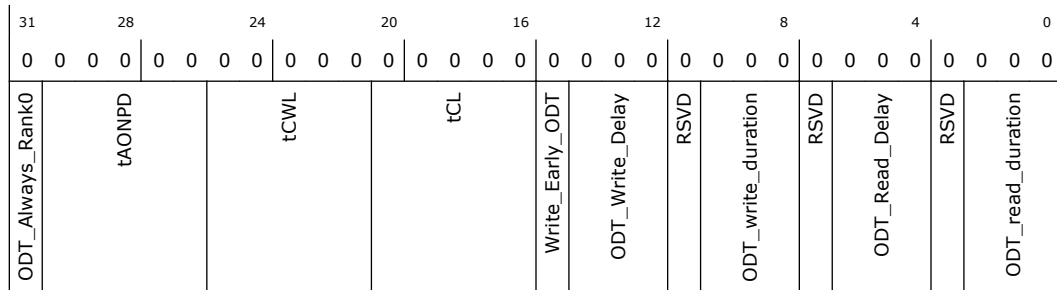 31 28 24 20 16 12 8 4 0
0 0 0 0 0 0 0 0 0 0 0 0 0 0 0 0 0 0 0 0 0 0 0 0 0 0 0 0 0 0 0 0
ODT_Always_Rank0
tAONPD
tCWL
tCL
Write_Early_ODT
ODT_Write_Delay
RSVD
ODT_write_duration
RSVD
ODT_Read_Delay
RSVD
ODT_read_duration